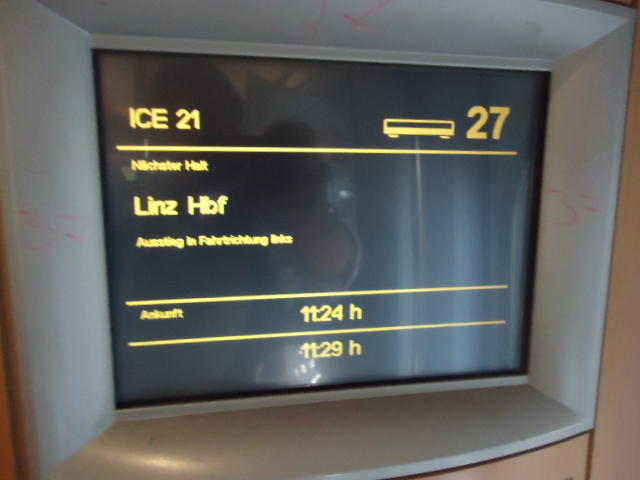 ICE 21
27
Nächster Halt
Linz Hbf
Ausstieg in Fahrtrichtung links
Ankunft
11:24 h
11:29 h